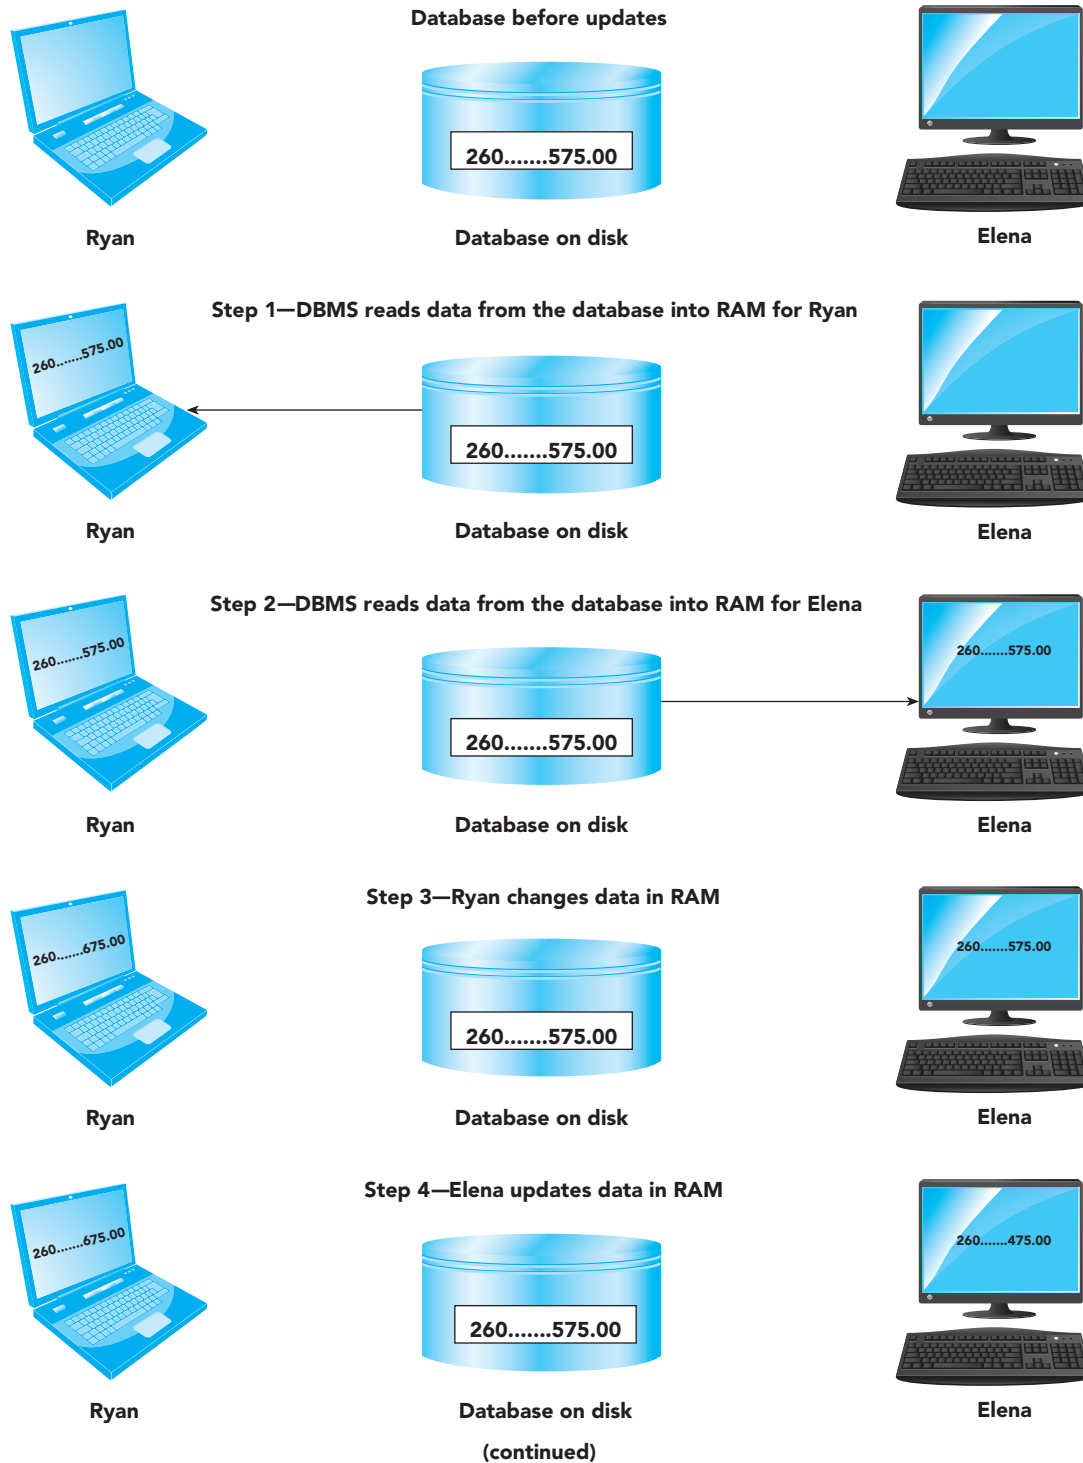 Database before updates
260.......575.00
Ryan
Database on disk
Elena
Step 1—DBMS reads data from the database into RAM for Ryan
260.......575.00
260.......575.00
Ryan
Database on disk
Elena
Step 2—DBMS reads data from the database into RAM for Elena
260.......575.00
260.......575.00
260.......575.00
Ryan
Database on disk
Elena
Step 3—Ryan changes data in RAM
260.......675.00
260.......575.00
260.......575.00
Ryan
Database on disk
Elena
Step 4—Elena updates data in RAM
260.......675.00
260.......575.00
260.......475.00
Ryan
Database on disk
Elena
(continued)